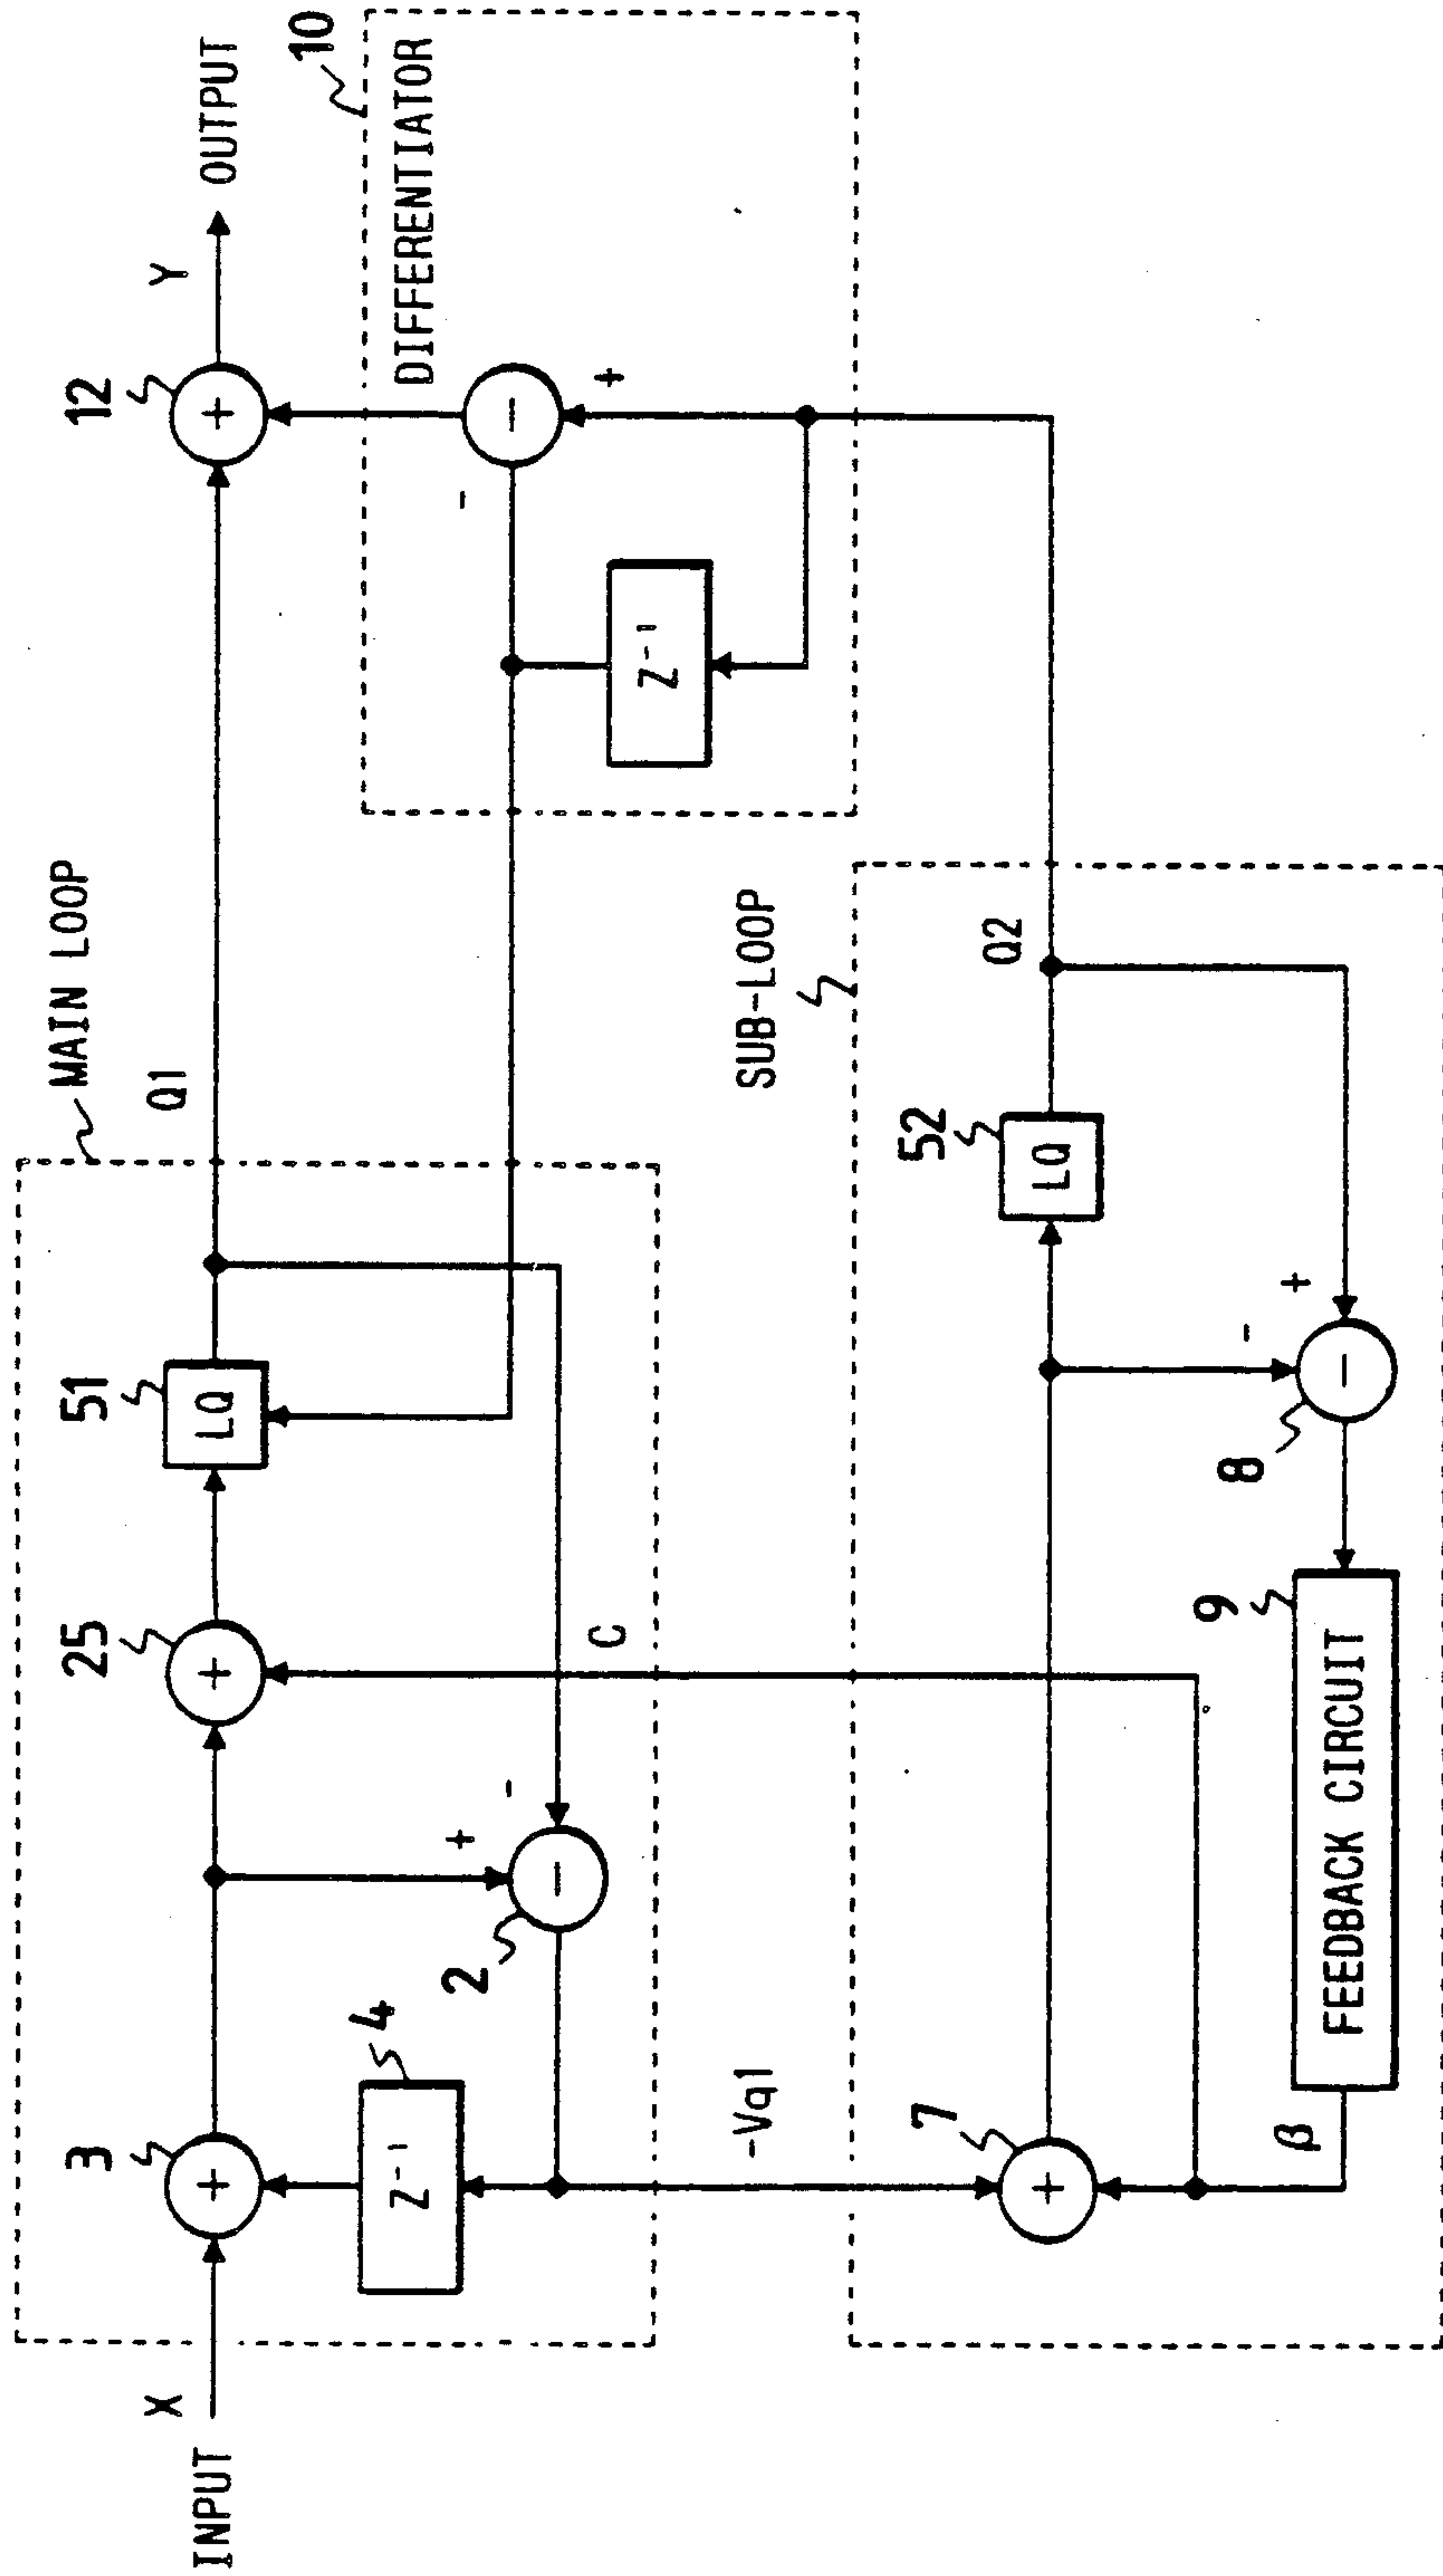 INPUT
X
3
+
Z⁻¹
4
2
+
-
-
25
+
C
51
LQ
MAIN LOOP
Q1
12
+
Y
OUTPUT
10
DIFFERENTIATOR
-
-
+
Z⁻¹
-Vq1
SUB-LOOP
7
+
52
LQ
Q2
8
-
-
+
9
FEEDBACK CIRCUIT
β